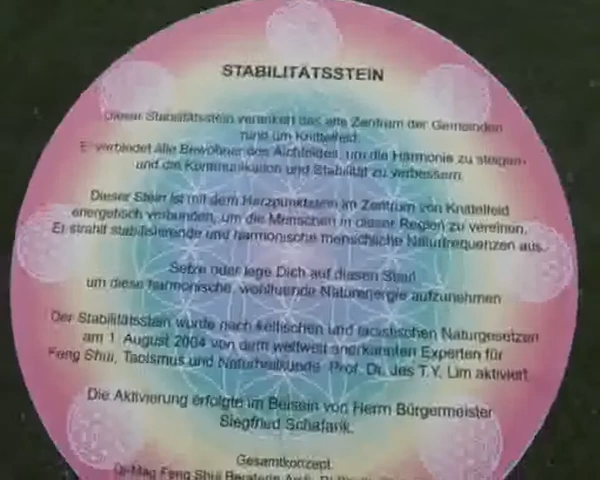 STABILITÄTSSTEIN
Dieser Stabilitätsstein verankert das alte Zentrum der Gemeinden
rund um Knittelfeld.
Er verbindet alle Bewohner des Aichfeldes, um die Harmonie zu steigern
und die Kommunikation und Stabilität zu verbessern.
Dieser Stein ist mit dem Herzpunktstein im Zentrum von Knittelfeld
energetisch verbunden, um die Menschen in dieser Region zu vereinen.
Er strahlt stabilisierende und harmonische menschliche Naturfrequenzen aus.
Setze oder lege Dich auf diesen Stein
um diese harmonische, wohltuende Naturenergie aufzunehmen
Der Stabilitätsstein wurde nach keltischen und taoistischen Naturgesetzen
am 1. August 2004 von dem weltweit anerkannten Experten für
Feng Shui, Taoismus und Naturheilkunde, Prof. Dr. Jes T.Y. Lim aktiviert.
Die Aktivierung erfolgte im Beisein von Herrn Bürgermeister
Siegfried Schafarik.
Gesamtkonzept
Qi-Mag Feng Shui Beraterin